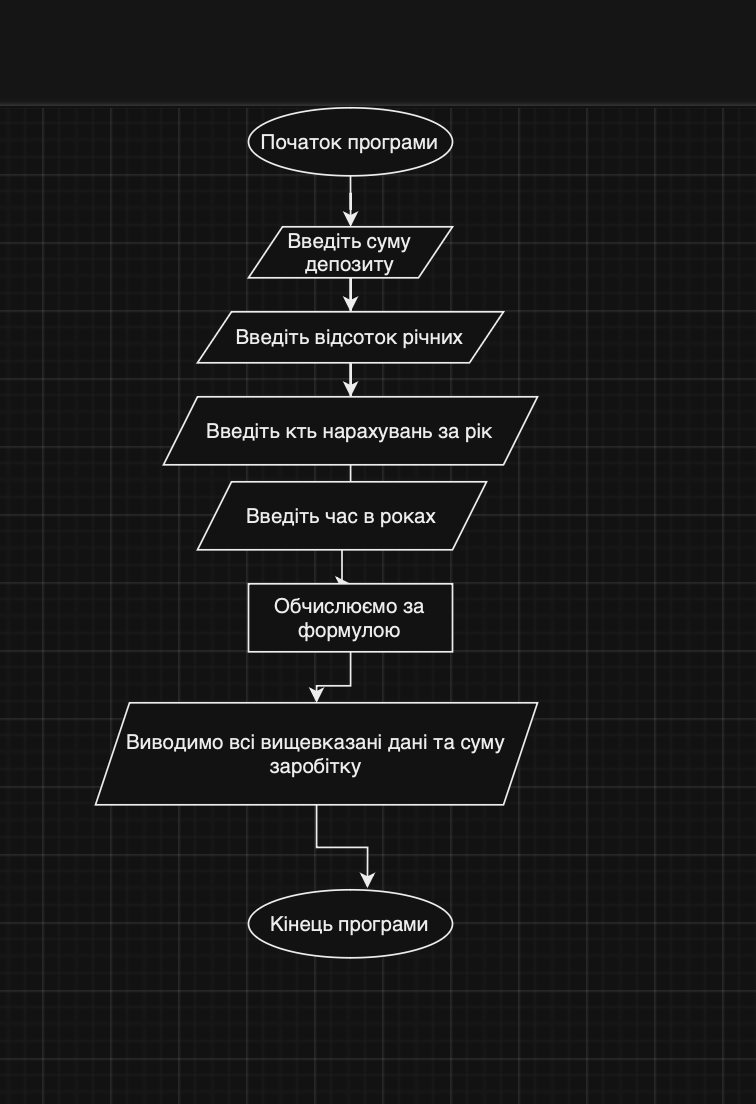 Початок програми
Введіть суму
депозиту
Введіть відсоток річних
Введіть кть нарахувань за рік
Введіть час в роках
Обчислюємо за
формулою
Виводимо всі вищевказані дані та суму
заробітку
Кінець програми